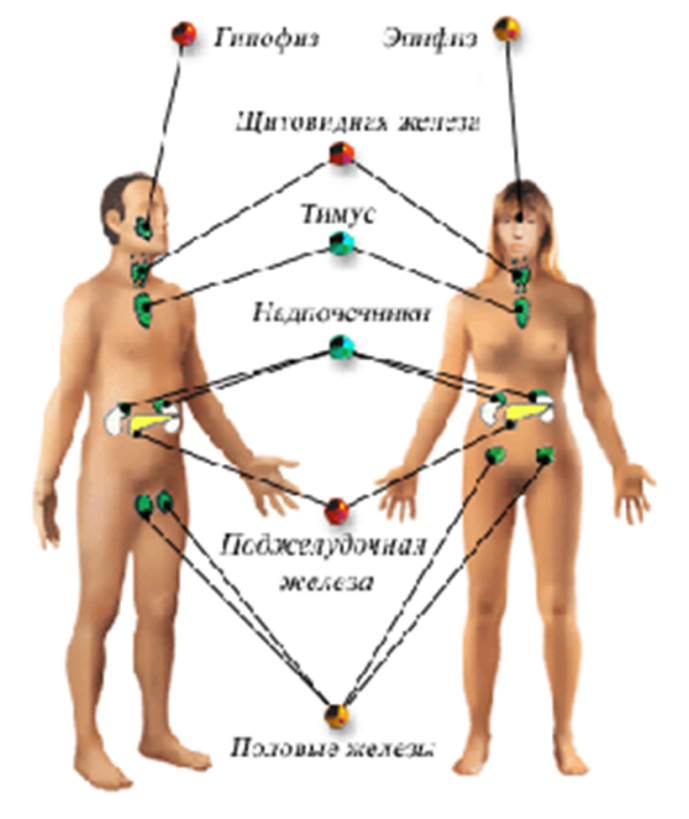 Гипофиз
Эпифиз
Щитовидная железа
Тимус
Надпочечники
Поджелудочная
железа
Половые железы